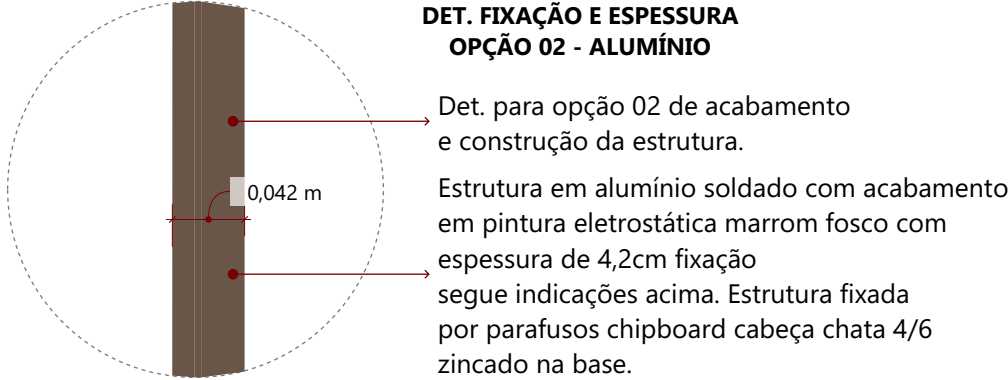 DET. FIXAÇÃO E ESPESSURA
OPÇÃO 02 - ALUMÍNIO
Det. para opção 02 de acabamento
e construção da estrutura.
0,042 m
Estrutura em alumínio soldado com acabamento
em pintura eletrostática marrom fosco com
espessura de 4,2cm fixação
segue indicações acima. Estrutura fixada
por parafusos chipboard cabeça chata 4/6
zincado na base.